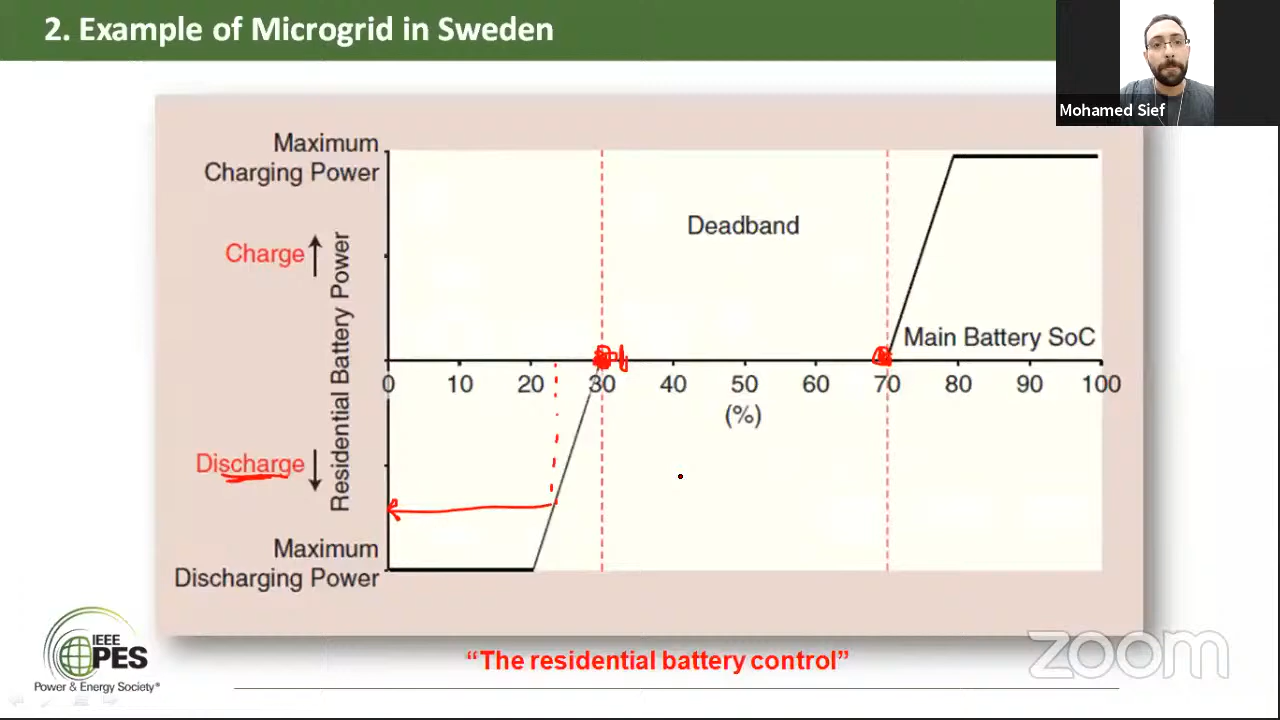 2. Example of Microgrid in Sweden
Mohamed Sief
Maximum
Charging Power
Charge
Residential Battery Power
Discharge
Maximum
Discharging Power
Deadband
Main Battery SoC
0 10 20 30 40 50 60 70 80 90 100
(%)
IEEE
PES
Power & Energy Society®
“The residential battery control”
zoom